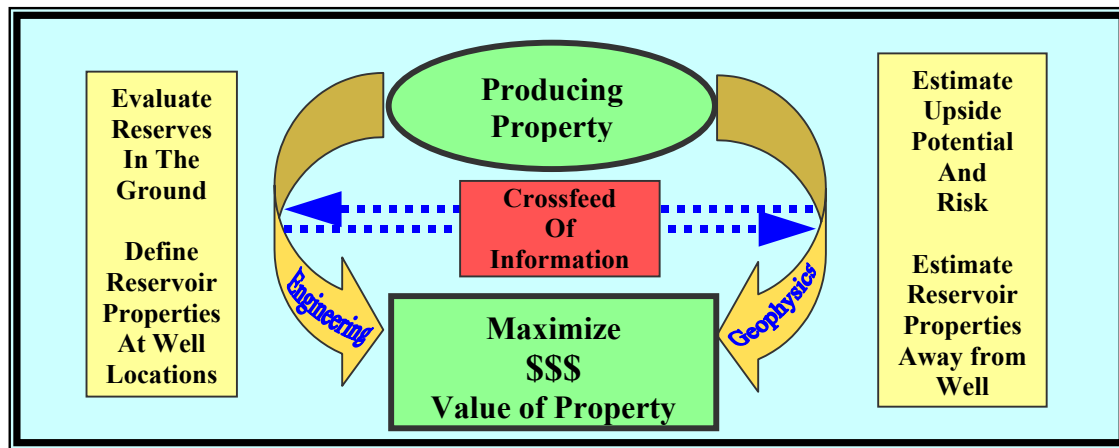 Evaluate
Reserves
In The
Ground
Define
Reservoir
Properties
At Well
Locations
Producing
Property
Crossfeed
Of
Information
Engineering
Geophysics
Maximize
$$$
Value of Property
Estimate
Upside
Potential
And
Risk
Estimate
Reservoir
Properties
Away from
Well